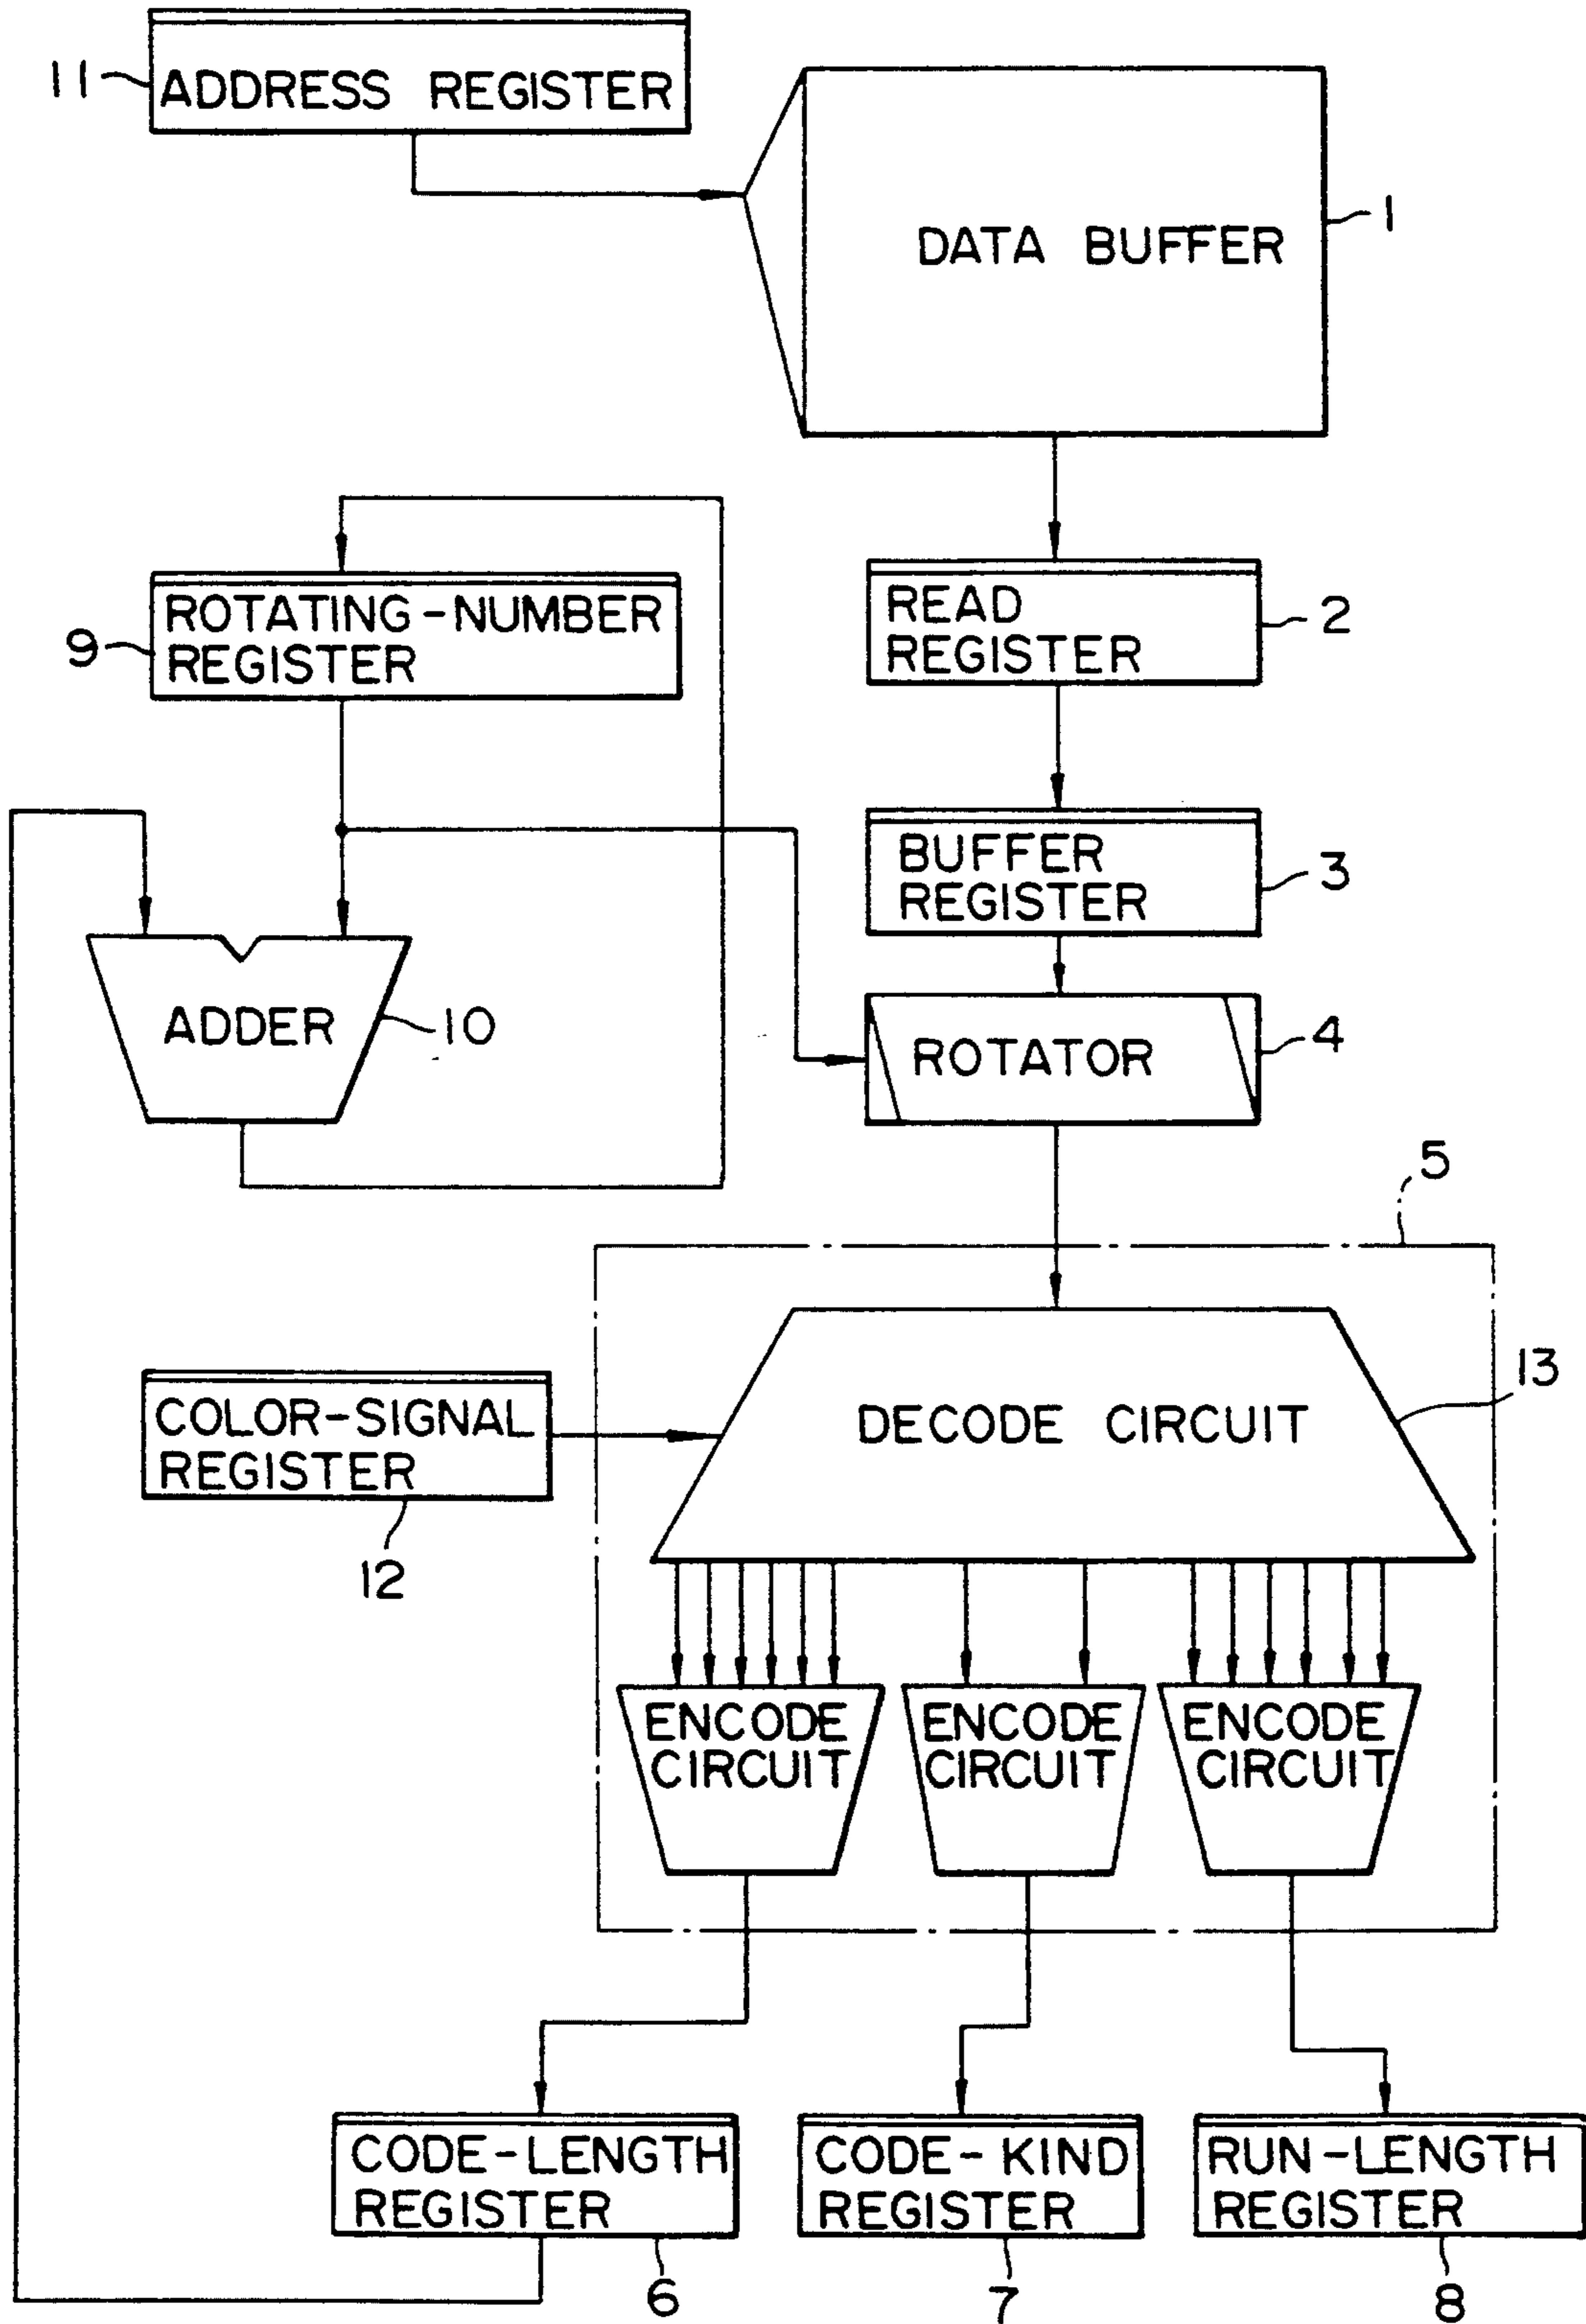 11
ADDRESS REGISTER
1
DATA BUFFER
9
ROTATING-NUMBER
REGISTER
READ
REGISTER
2
BUFFER
REGISTER
3
ADDER
10
ROTATOR
4
5
COLOR-SIGNAL
REGISTER
12
DECODE CIRCUIT
13
ENCODE
CIRCUIT
ENCODE
CIRCUIT
ENCODE
CIRCUIT
CODE-LENGTH
REGISTER
6
CODE-KIND
REGISTER
7
RUN-LENGTH
REGISTER
8